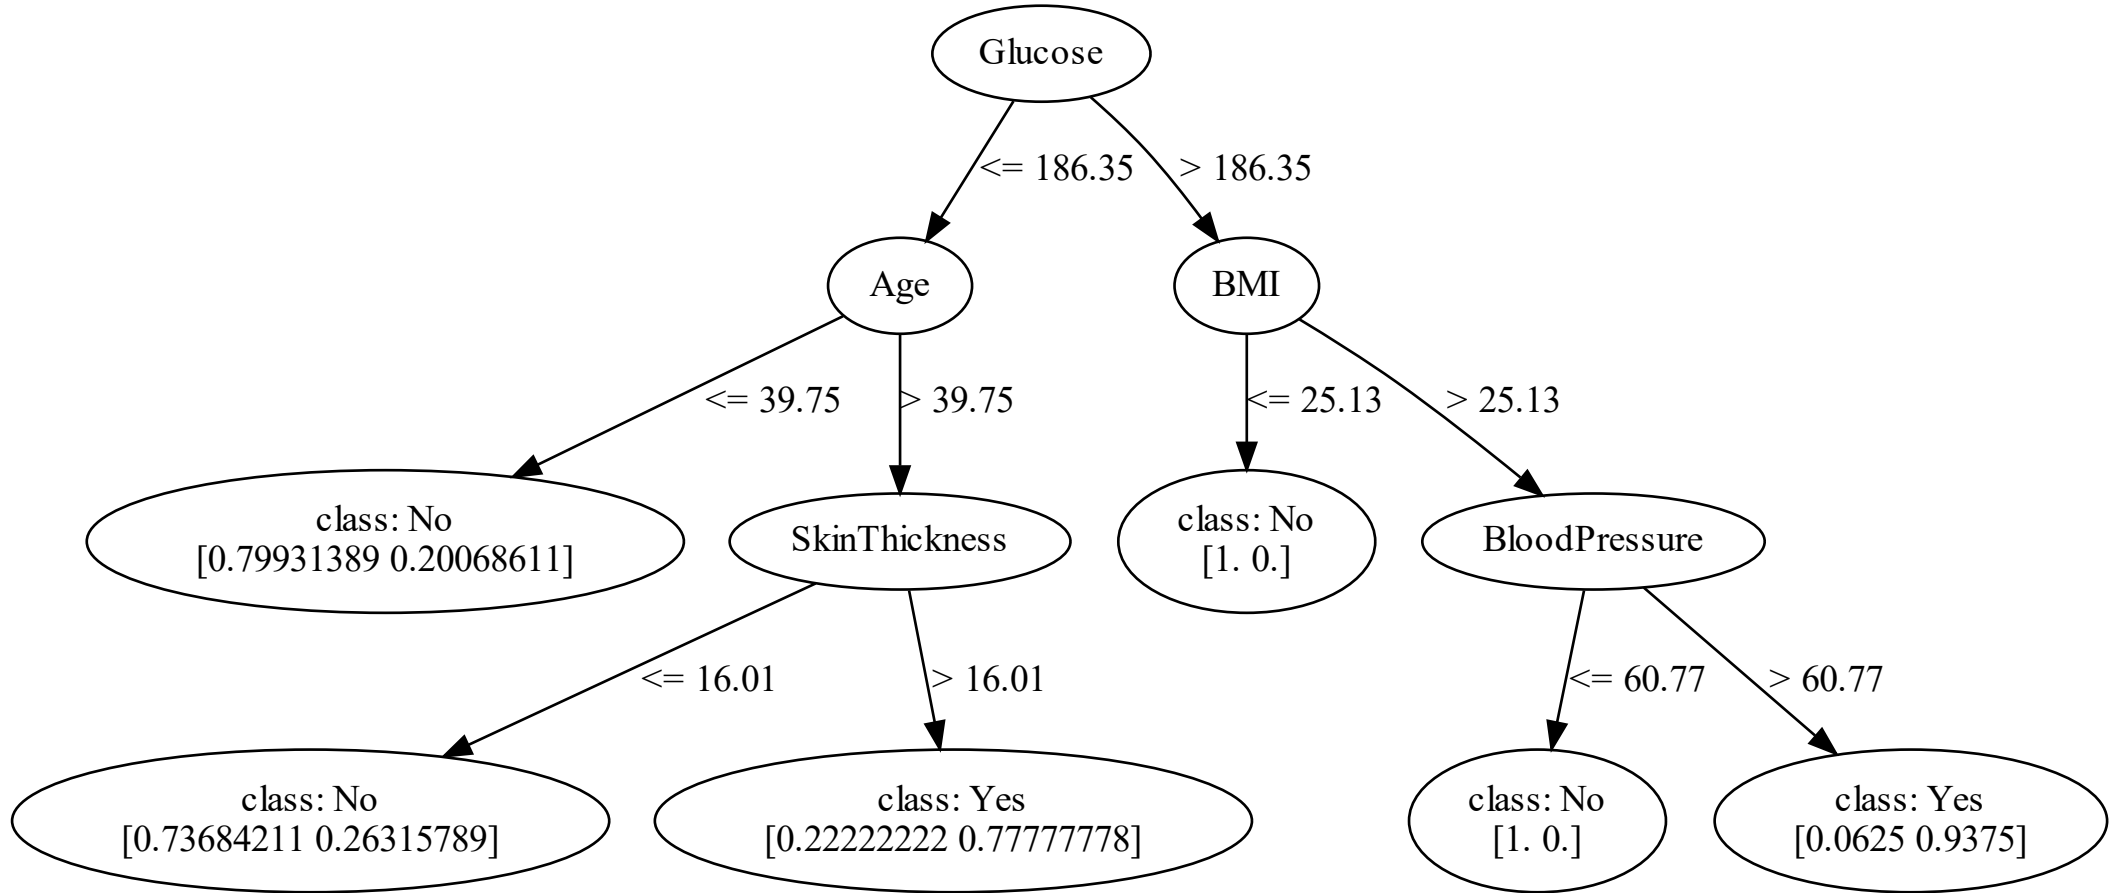 Glucose
<= 186.35
> 186.35
Age
BMI
<= 39.75
> 39.75
<= 25.13
> 25.13
class: No
[0.79931389 0.20068611]
SkinThickness
class: No
[1. 0.]
BloodPressure
<= 16.01
> 16.01
<= 60.77
> 60.77
class: No
[0.73684211 0.26315789]
class: Yes
[0.22222222 0.77777778]
class: No
[1. 0.]
class: Yes
[0.0625 0.9375]